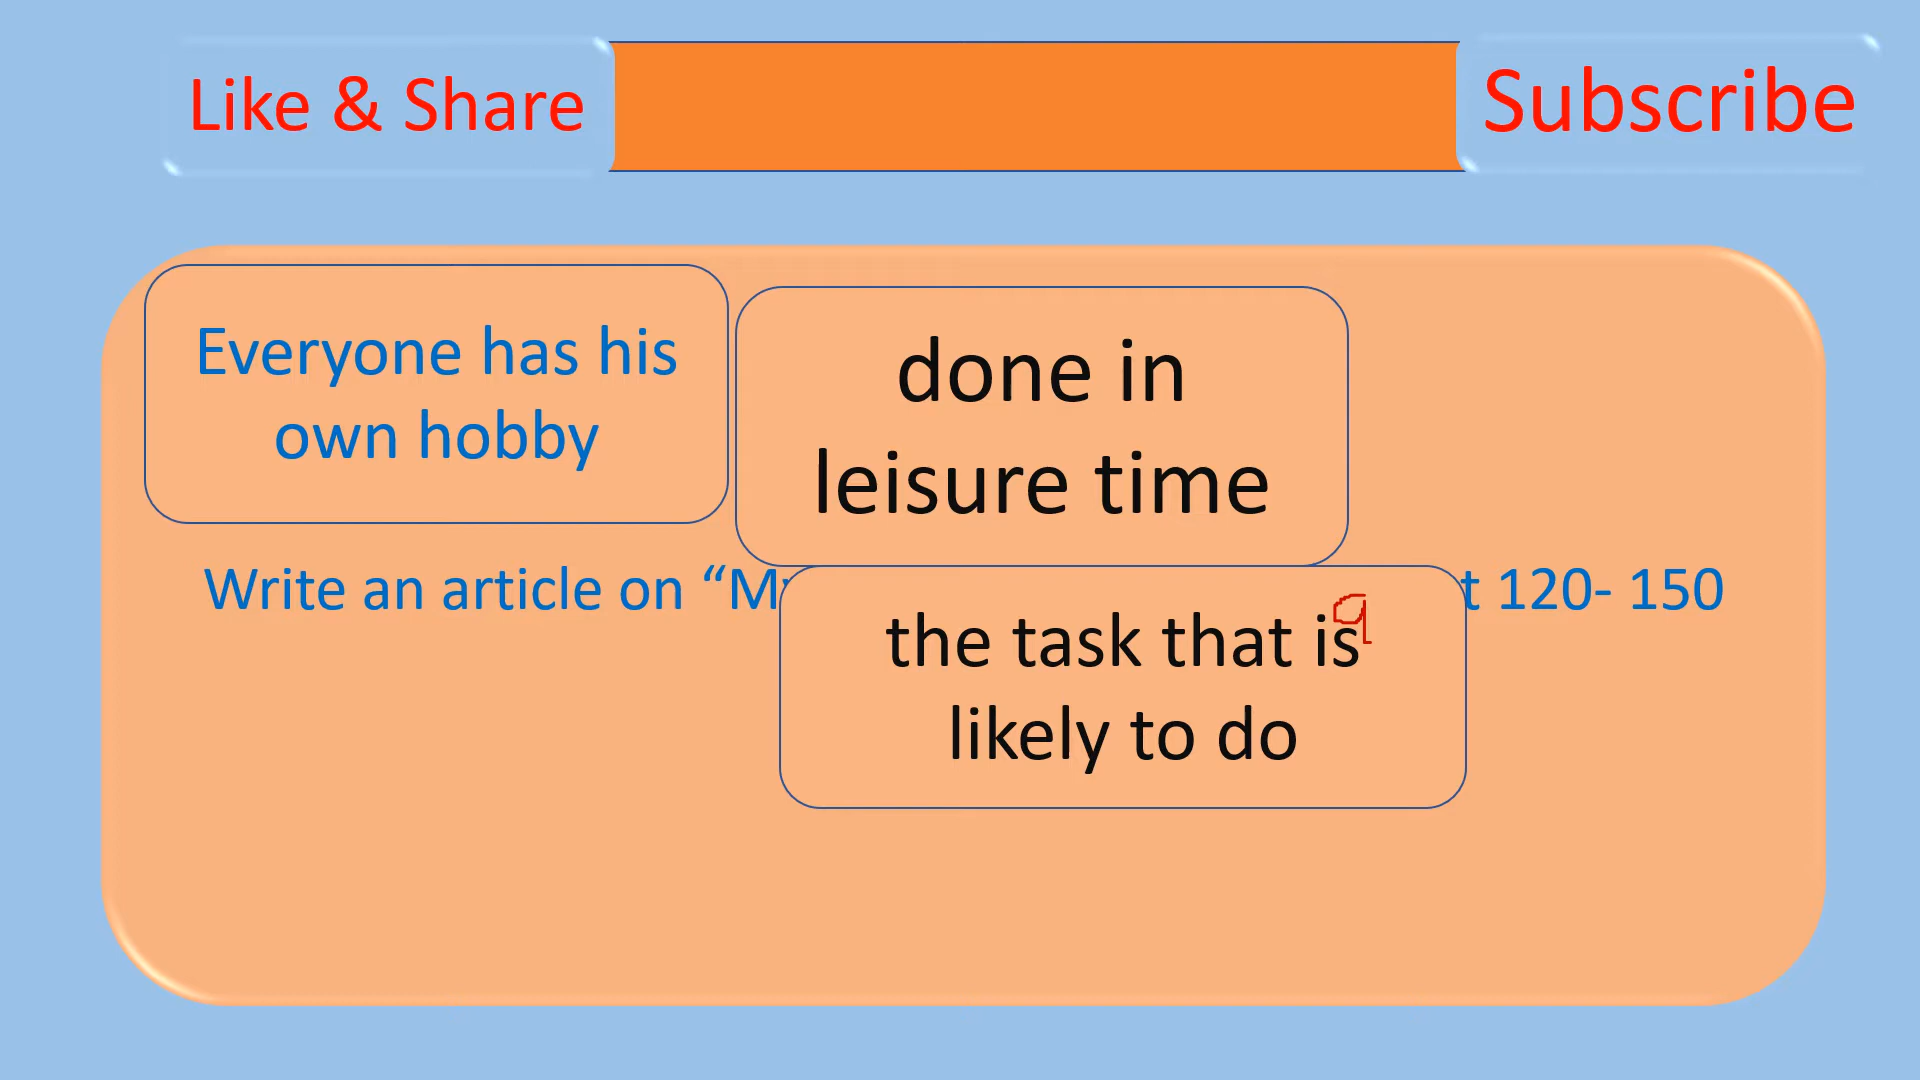 Like & Share
Subscribe
Everyone has his
own hobby
done in
leisure time
Write an article on “My t 120- 150
the task that is
likely to do